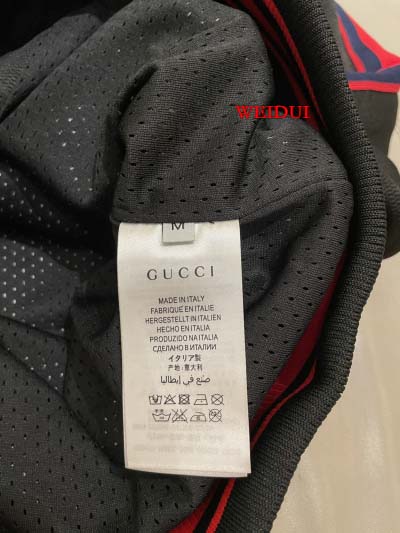 WEIDUI
M
GUCCI
MADE IN ITALY
FABRIQUÉ EN ITALIE
HERGESTELLT IN ITALIEN
HECHO EN ITALIA
PRODUZIDO NA ITALIA
СДЕЛАНО В ИТАЛИИ
イタリア製
产地:意大利
صنع في إيطاليا